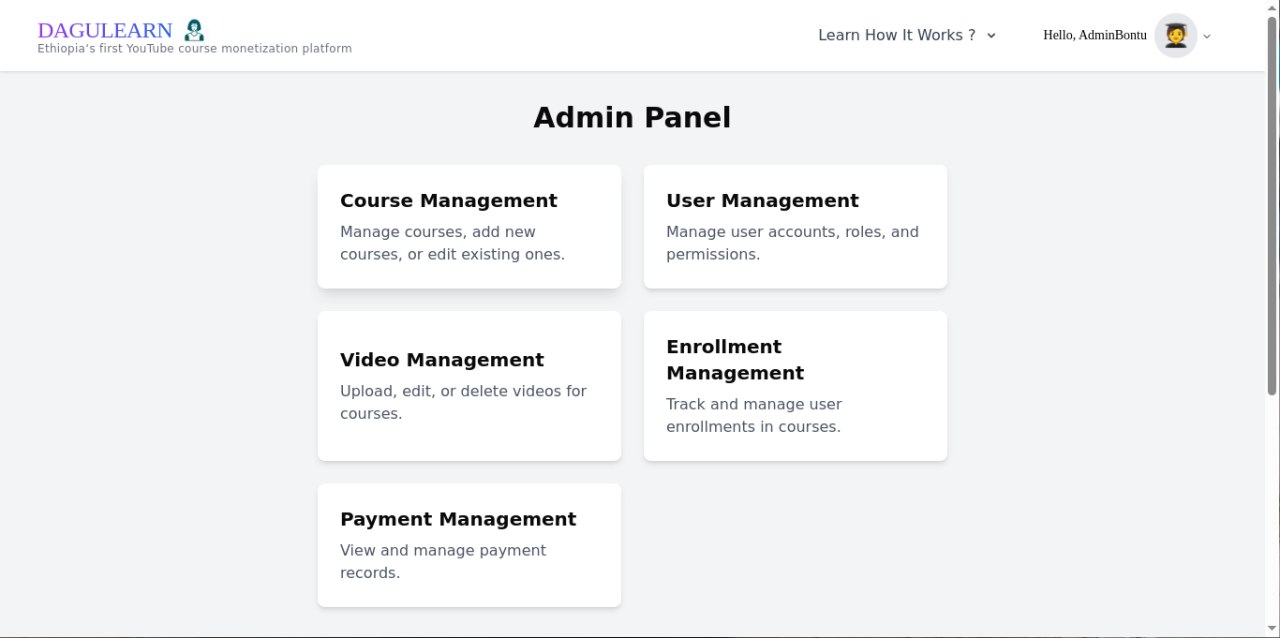 DAGULEARN
Ethiopia's first YouTube course monetization platform
Learn How It Works ?
Hello, AdminBontu
Admin Panel
Course Management
Manage courses, add new
courses, or edit existing ones.
User Management
Manage user accounts, roles, and
permissions.
Video Management
Upload, edit, or delete videos for
courses.
Enrollment
Management
Track and manage user
enrollments in courses.
Payment Management
View and manage payment
records.